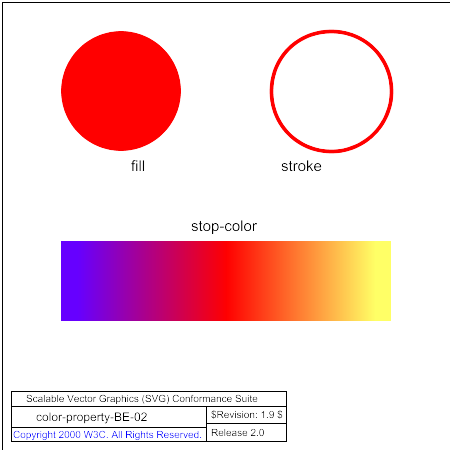 fill
stroke
stop-color
Scalable Vector Graphics (SVG) Conformance Suite
color-property-BE-02
$Revision: 1.9 $
Copyright 2000 W3C. All Rights Reserved.
Release 2.0